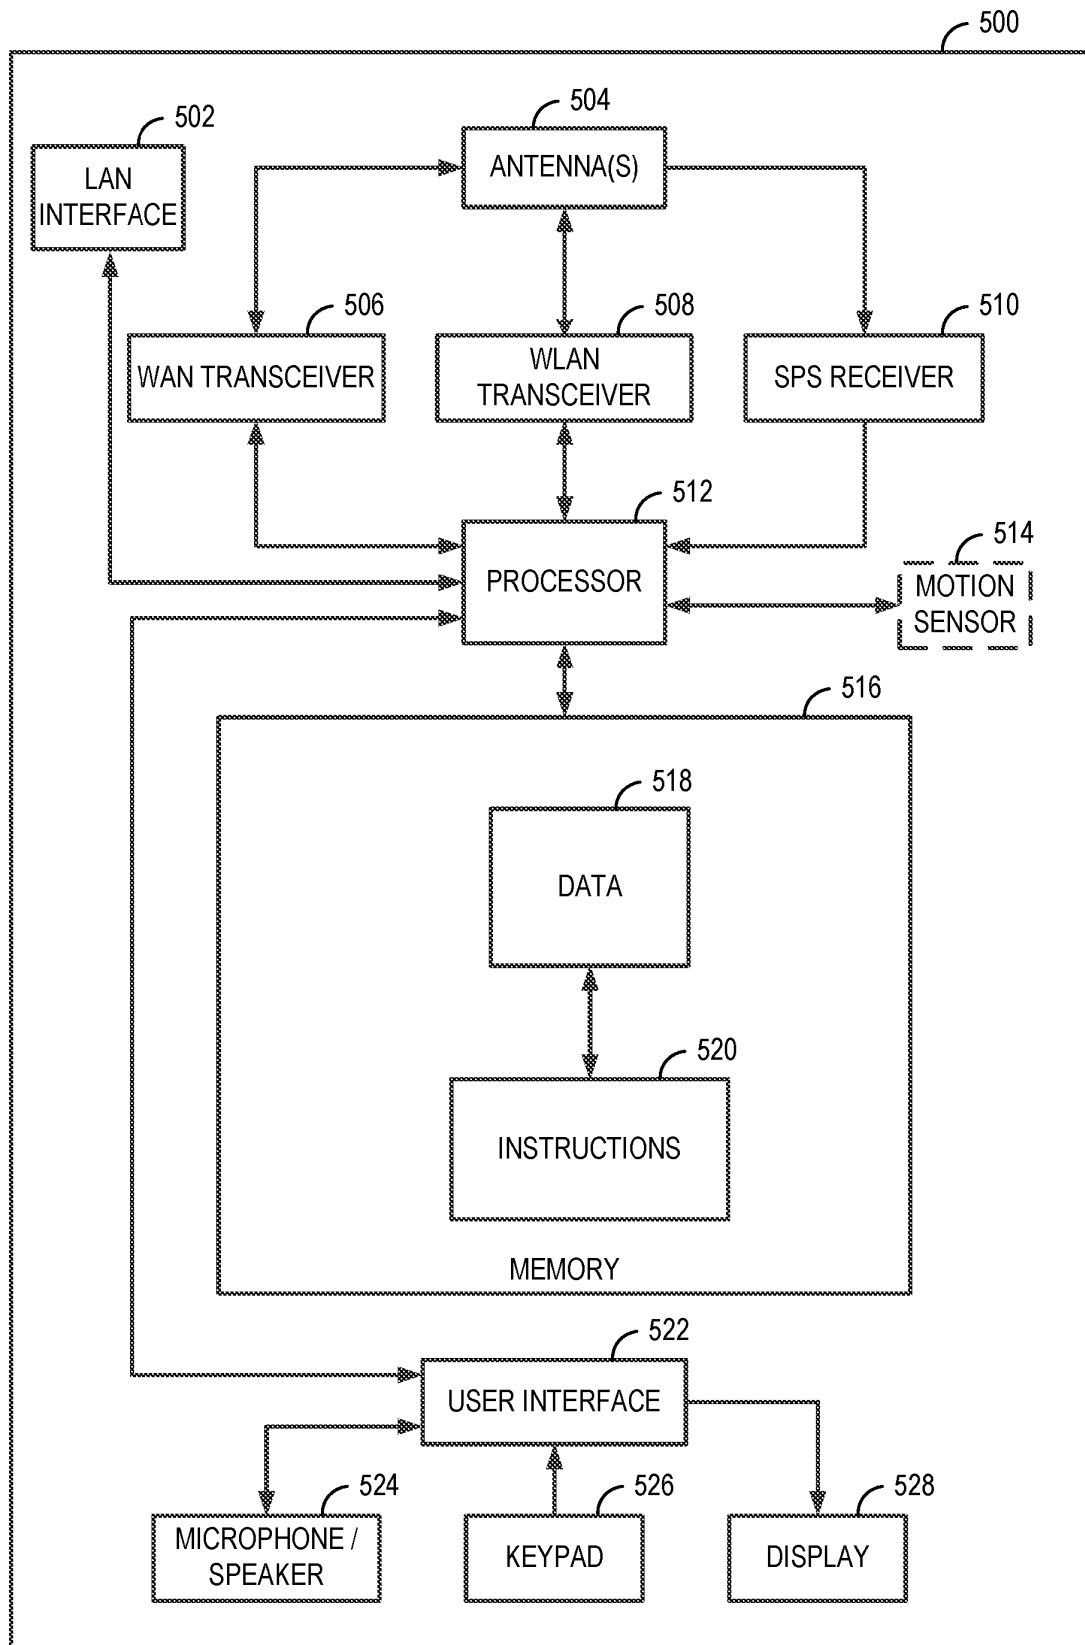 500
502
504
LAN
INTERFACE
ANTENNA(S)
506
508
510
WAN TRANSCEIVER
WLAN
TRANSCEIVER
SPS RECEIVER
512
PROCESSOR
514
MOTION
SENSOR
516
518
DATA
520
INSTRUCTIONS
MEMORY
522
USER INTERFACE
524
526
528
MICROPHONE /
SPEAKER
KEYPAD
DISPLAY